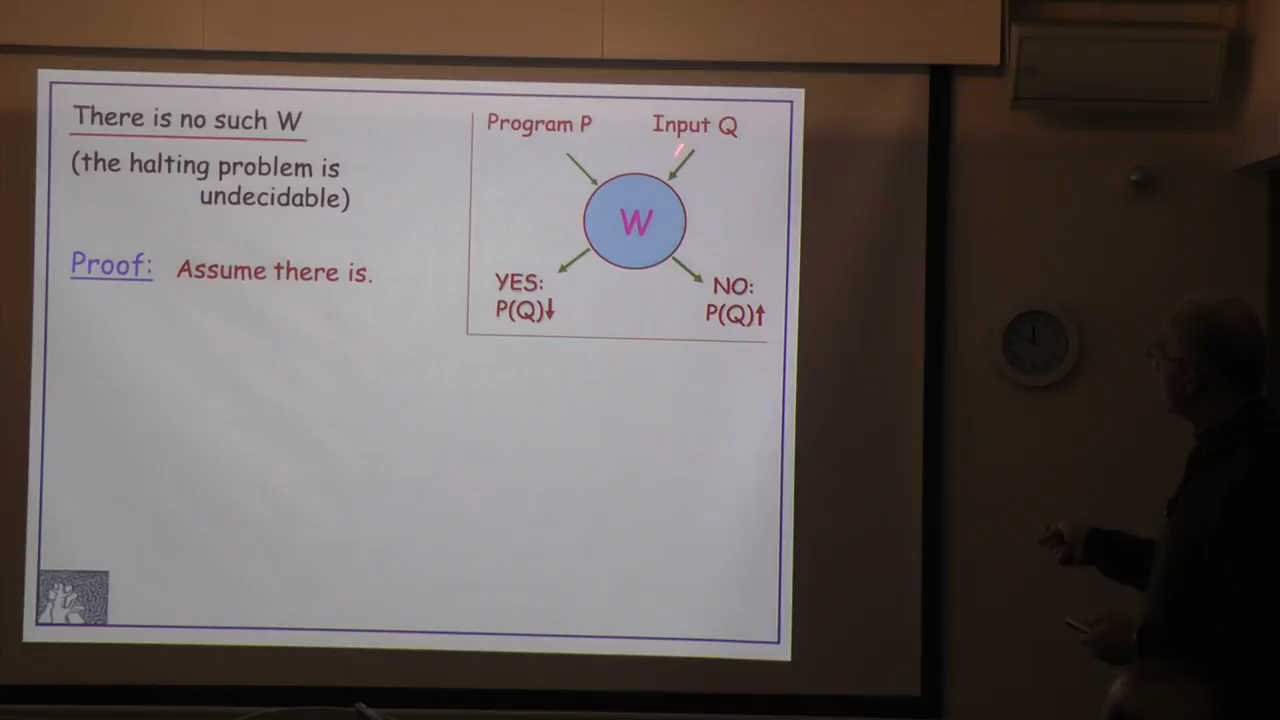 There is no such W
(the halting problem is
undecidable)
Proof: Assume there is.
Program P Input Q
W
YES: NO:
P(Q)↓ P(Q)↑